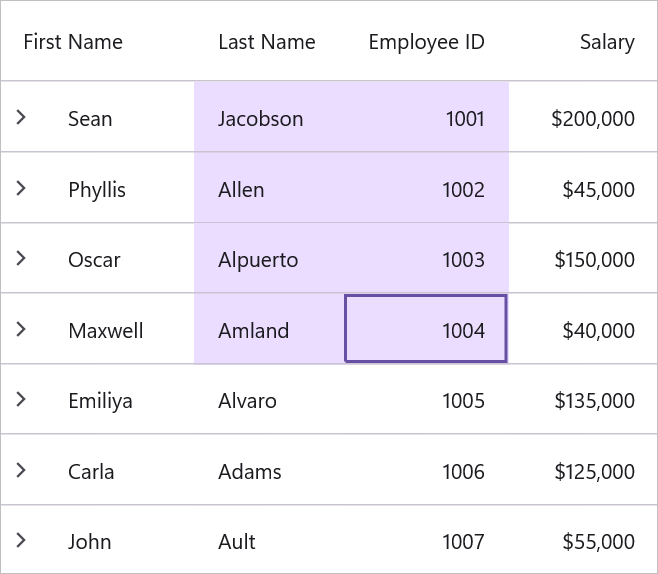 First Name Last Name Employee ID Salary
Sean Jacobson 1001 $200,000
Phyllis Allen 1002 $45,000
Oscar Alpuerto 1003 $150,000
Maxwell Amland 1004 $40,000
Emiliya Alvaro 1005 $135,000
Carla Adams 1006 $125,000
John Ault 1007 $55,000